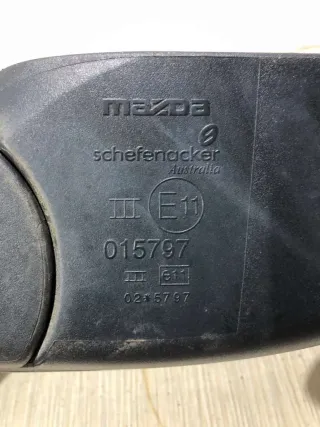 mazda
schefenacker
Australia
III E11
015797
III e11
02*5797